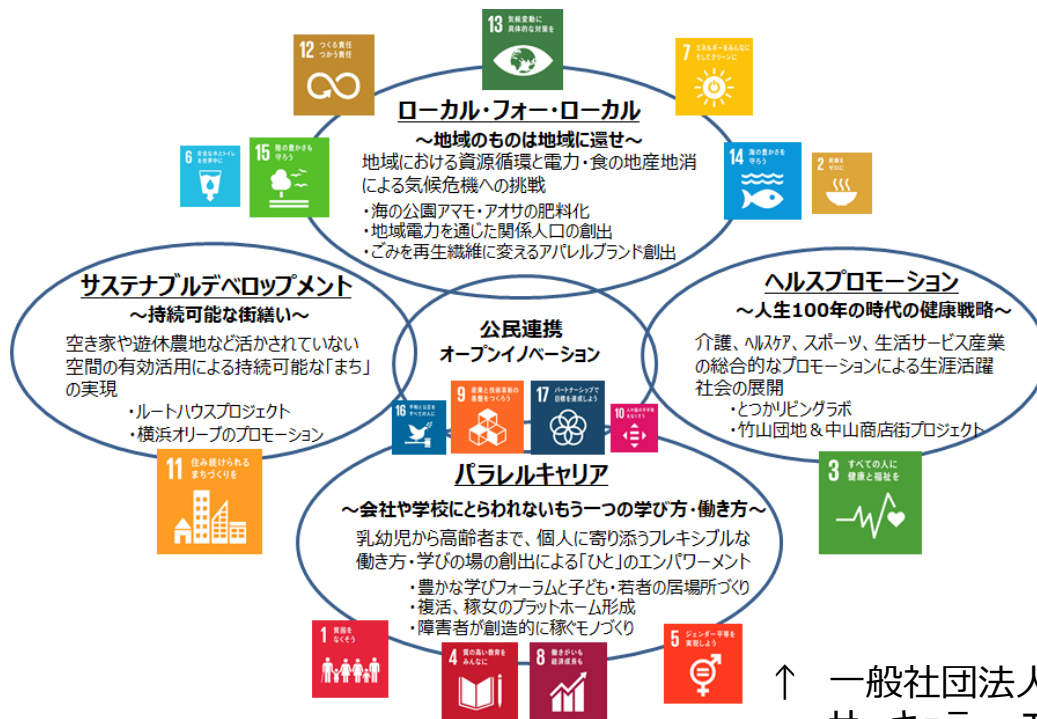 13 気候変動に
具体的な対策を
12 つくる責任
つかう責任
7 エネルギーをみんなに
そしてクリーンに
ローカル・フォー・ローカル
～地域のものは地域に還せ～
地域における資源循環と電力・食の地産地消
による気候危機への挑戦
・海の公園アマモ・アオサの肥料化
・地域電力を通じた関係人口の創出
・ごみを再生繊維に変えるアパレルブランド創出
6 安全な水とトイレ
を世界中に
15 陸の豊かさも
守ろう
14 海の豊かさを
守ろう
2 飢餓を
ゼロに
サステナブルデベロップメント
～持続可能な街繕い～
空き家や遊休農地など活かされていない
空間の有効活用による持続可能な「まち」
の実現
・ルートハウスプロジェクト
・横浜オリーブのプロモーション
11 住み続けられる
まちづくりを
公民連携
オープンイノベーション
16 平和と公正を
すべての人に
9 産業と技術革新の
基盤をつくろう
17 パートナーシップで
目標を達成しよう
10 人や国の不平等
をなくそう
ヘルスプロモーション
～人生100年の時代の健康戦略～
介護、ヘルスケア、スポーツ、生活サービス産業
の総合的なプロモーションによる生涯活躍
社会の展開
・とつかリビングラボ
・竹山団地＆中山商店街プロジェクト
3 すべての人に
健康と福祉を
パラレルキャリア
～会社や学校にとらわれないもう一つの学び方・働き方～
乳幼児から高齢者まで、個人に寄り添うフレキシブルな
働き方・学びの場の創出による「ひと」のエンパワーメント
・豊かな学びフォーラムと子ども・若者の居場所づくり
・復活、稼女のプラットホーム形成
・障害者が創造的に稼ぐモノづくり
1 貧困を
なくそう
4 質の高い教育を
みんなに
8 働きがいも
経済成長も
5 ジェンダー平等を
実現しよう
↑ 一般社団法人